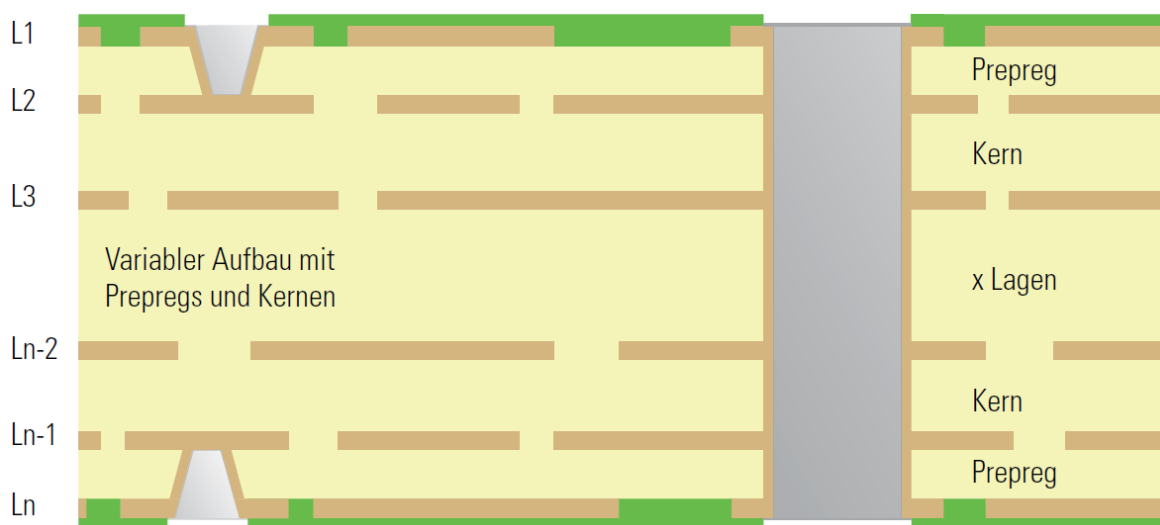 L1
Prepreg
L2
Kern
L3
Variabler Aufbau mit
Prepregs und Kernen
x Lagen
Ln-2
Kern
Ln-1
Prepreg
Ln